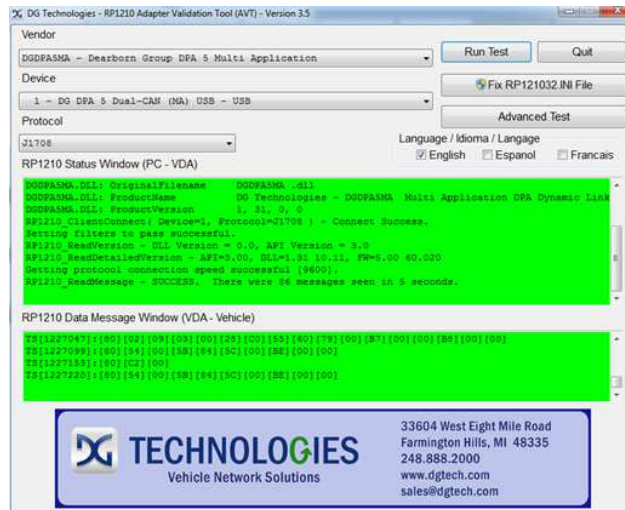 DG Technologies - RP1210 Adapter Validation Tool (AVT) - Version 3.5
Vendor
DGDPA5MA - Dearborn Group DPA 5 Multi Application
Run Test
Quit
Device
Fix RP121032.INI File
1 - DG DPA 5 Dual-CAN (MA) USB - USB
Advanced Test
Protocol
J1708
Language / Idioma / Langage
English
Espanol
Francais
RP1210 Status Window (PC - VDA)
DGDPA5MA.DLL: OriginalFilename DGDPA5MA .dll
DGDPA5MA.DLL: ProductName DG Technologies - DGDPA5MA Multi Application DPA Dynamic Link
DGDPA5MA.DLL: ProductVersion 1, 31, 0, 0
RP1210_ClientConnect( Device=1, Protocol=J1708 ) - Connect Success.
Setting filters to pass successful.
RP1210_ReadVersion - DLL Version = 0.0, API Version = 3.0
RP1210_ReadDetailedVersion - API=3.00, DLL=1.31 10.11, FW=5.00 60.020
Getting protocol connection speed successful [9600].
RP1210_ReadMessage - SUCCESS. There were 86 messages seen in 5 seconds.
RP1210 Data Message Window (VDA - Vehicle)
TS[1227047]:[80][02][09][03][00][25][C0][55][60][79][00][B7][00][00][B8][00][00]
TS[1227099]:[80][54][00][5B][84][5C][00][BE][00][00]
TS[1227155]:[80][C2][00]
TS[1227220]:[80][54][00][5B][84][5C][00][BE][00][00]
DG TECHNOLOGIES
Vehicle Network Solutions
33604 West Eight Mile Road
Farmington Hills, MI 48335
248.888.2000
www.dgtech.com
sales@dgtech.com